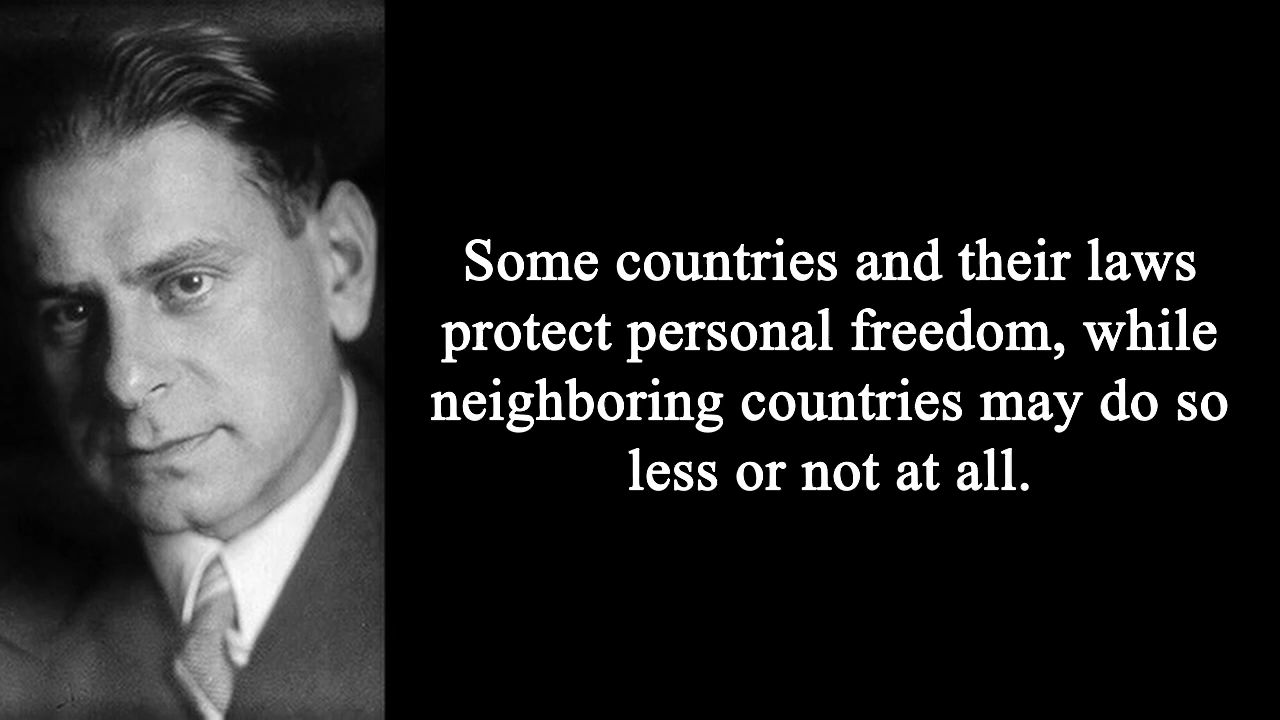 Some countries and their laws
protect personal freedom, while
neighboring countries may do so
less or not at all.